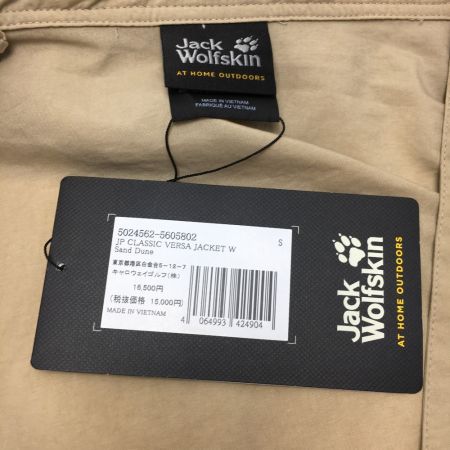 Jack
Wolfskin
AT HOME OUTDOORS
MADE IN VIETNAM
FABRIQUÉ AU VIETNAM
5024562-5605802
JP CLASSIC VERSA JACKET W S
Sand Dune
東京都港区白金台5-12-7
キャロウェイゴルフ(株)
16,500円
(税抜価格 15,000円)
MADE IN VIETNAM
4 064993 424904
Jack
Wolfskin
AT HOME OUTDOORS